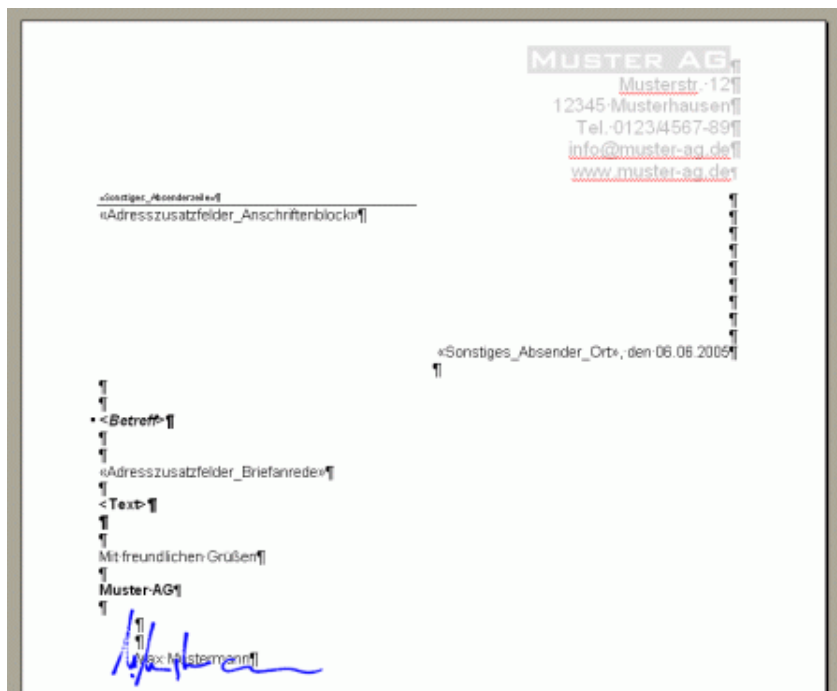 MUSTER AG¶
Musterstr.·12¶
12345·Musterhausen¶
Tel.·0123/4567-89¶
info@muster-ag.de¶
www.muster-ag.de¶
«Sonstiges_Absenderzeile»¶
¶
«Adresszusatzfelder_Anschriftenblock»¶
¶
¶
¶
¶
¶
¶
¶
¶
«Sonstiges_Absender_Ort»,·den·06.06.2005¶
¶
¶
¶
<Betreff>¶
¶
¶
«Adresszusatzfelder_Briefanrede»¶
¶
<Text>¶
¶
¶
Mit·freundlichen·Grüßen¶
¶
Muster·AG¶
¶
¶
¶
Max·Mustermann¶